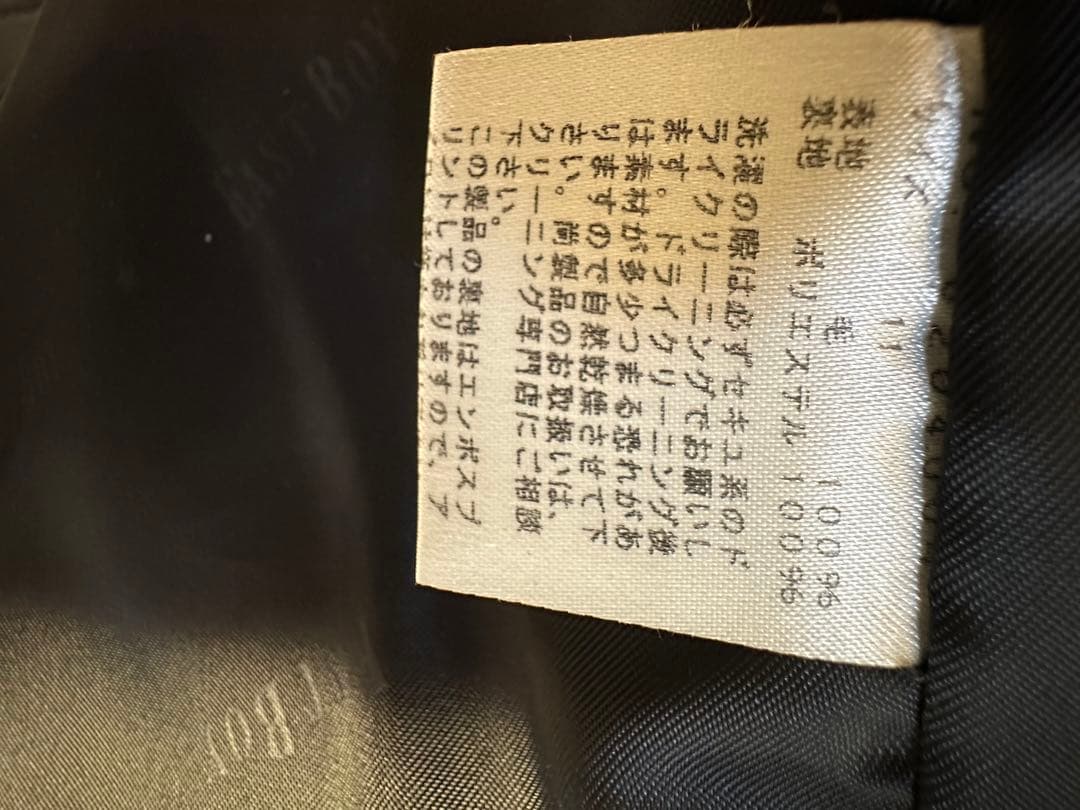 11
表地 毛 100%
裏地 ポリエステル 100%
洗濯の際は必ずセキユ系のド
ライクリーニングでお願いし
ます。ドライクリーニング後
は素材が多少つまる恐れがあ
りますので自然乾燥させて下
さい。 尚製品のお取扱いは、
クリーニング専門店にご相談
下さい。
この製品の裏地はエンボスプ
リントしておりますので、ア
EAST BOY
ST BOY